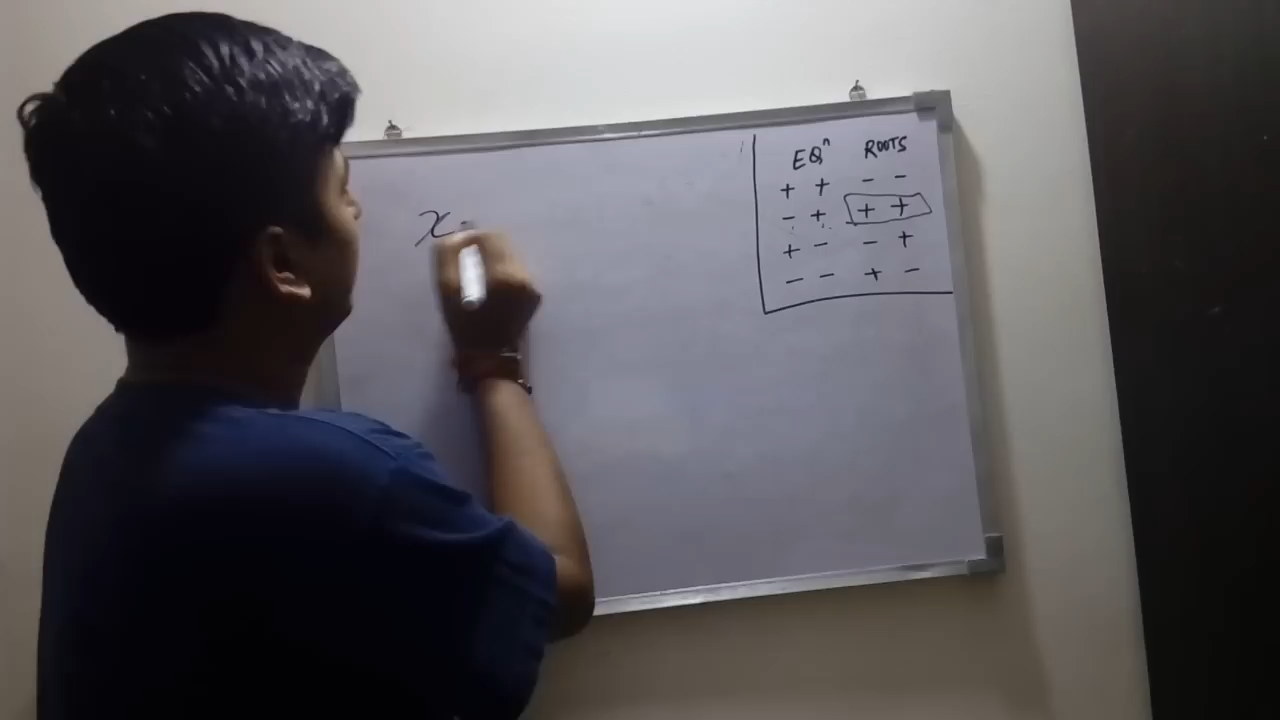 x
EQⁿ ROOTS
+ + - -
- + + +
+ - - +
- - + -